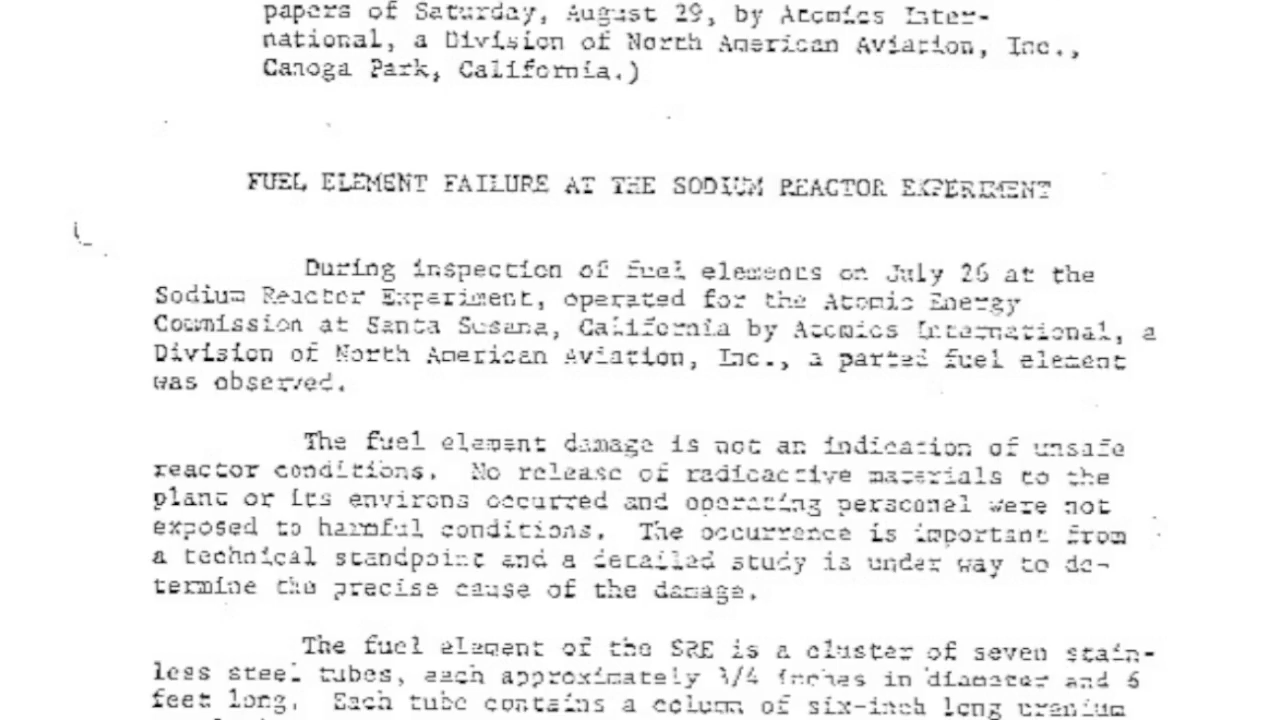 papers of Saturday, August 29, by Atomics Inter-
national, a Division of North American Aviation, Inc.,
Canoga Park, California.)
FUEL ELEMENT FAILURE AT THE SODIUM REACTOR EXPERIMENT
During inspection of fuel elements on July 26 at the
Sodium Reactor Experiment, operated for the Atomic Energy
Commission at Santa Susana, California by Atomics International, a
Division of North American Aviation, Inc., a parted fuel element
was observed.
The fuel element damage is not an indication of unsafe
reactor conditions. No release of radioactive materials to the
plant or its environs occurred and operating personnel were not
exposed to harmful conditions. The occurrence is important from
a technical standpoint and a detailed study is under way to de-
termine the precise cause of the damage.
The fuel element of the SRE is a cluster of seven stain-
less steel tubes, each approximately 3/4 inches in diameter and 6
feet long. Each tube contains a column of six-inch long uranium